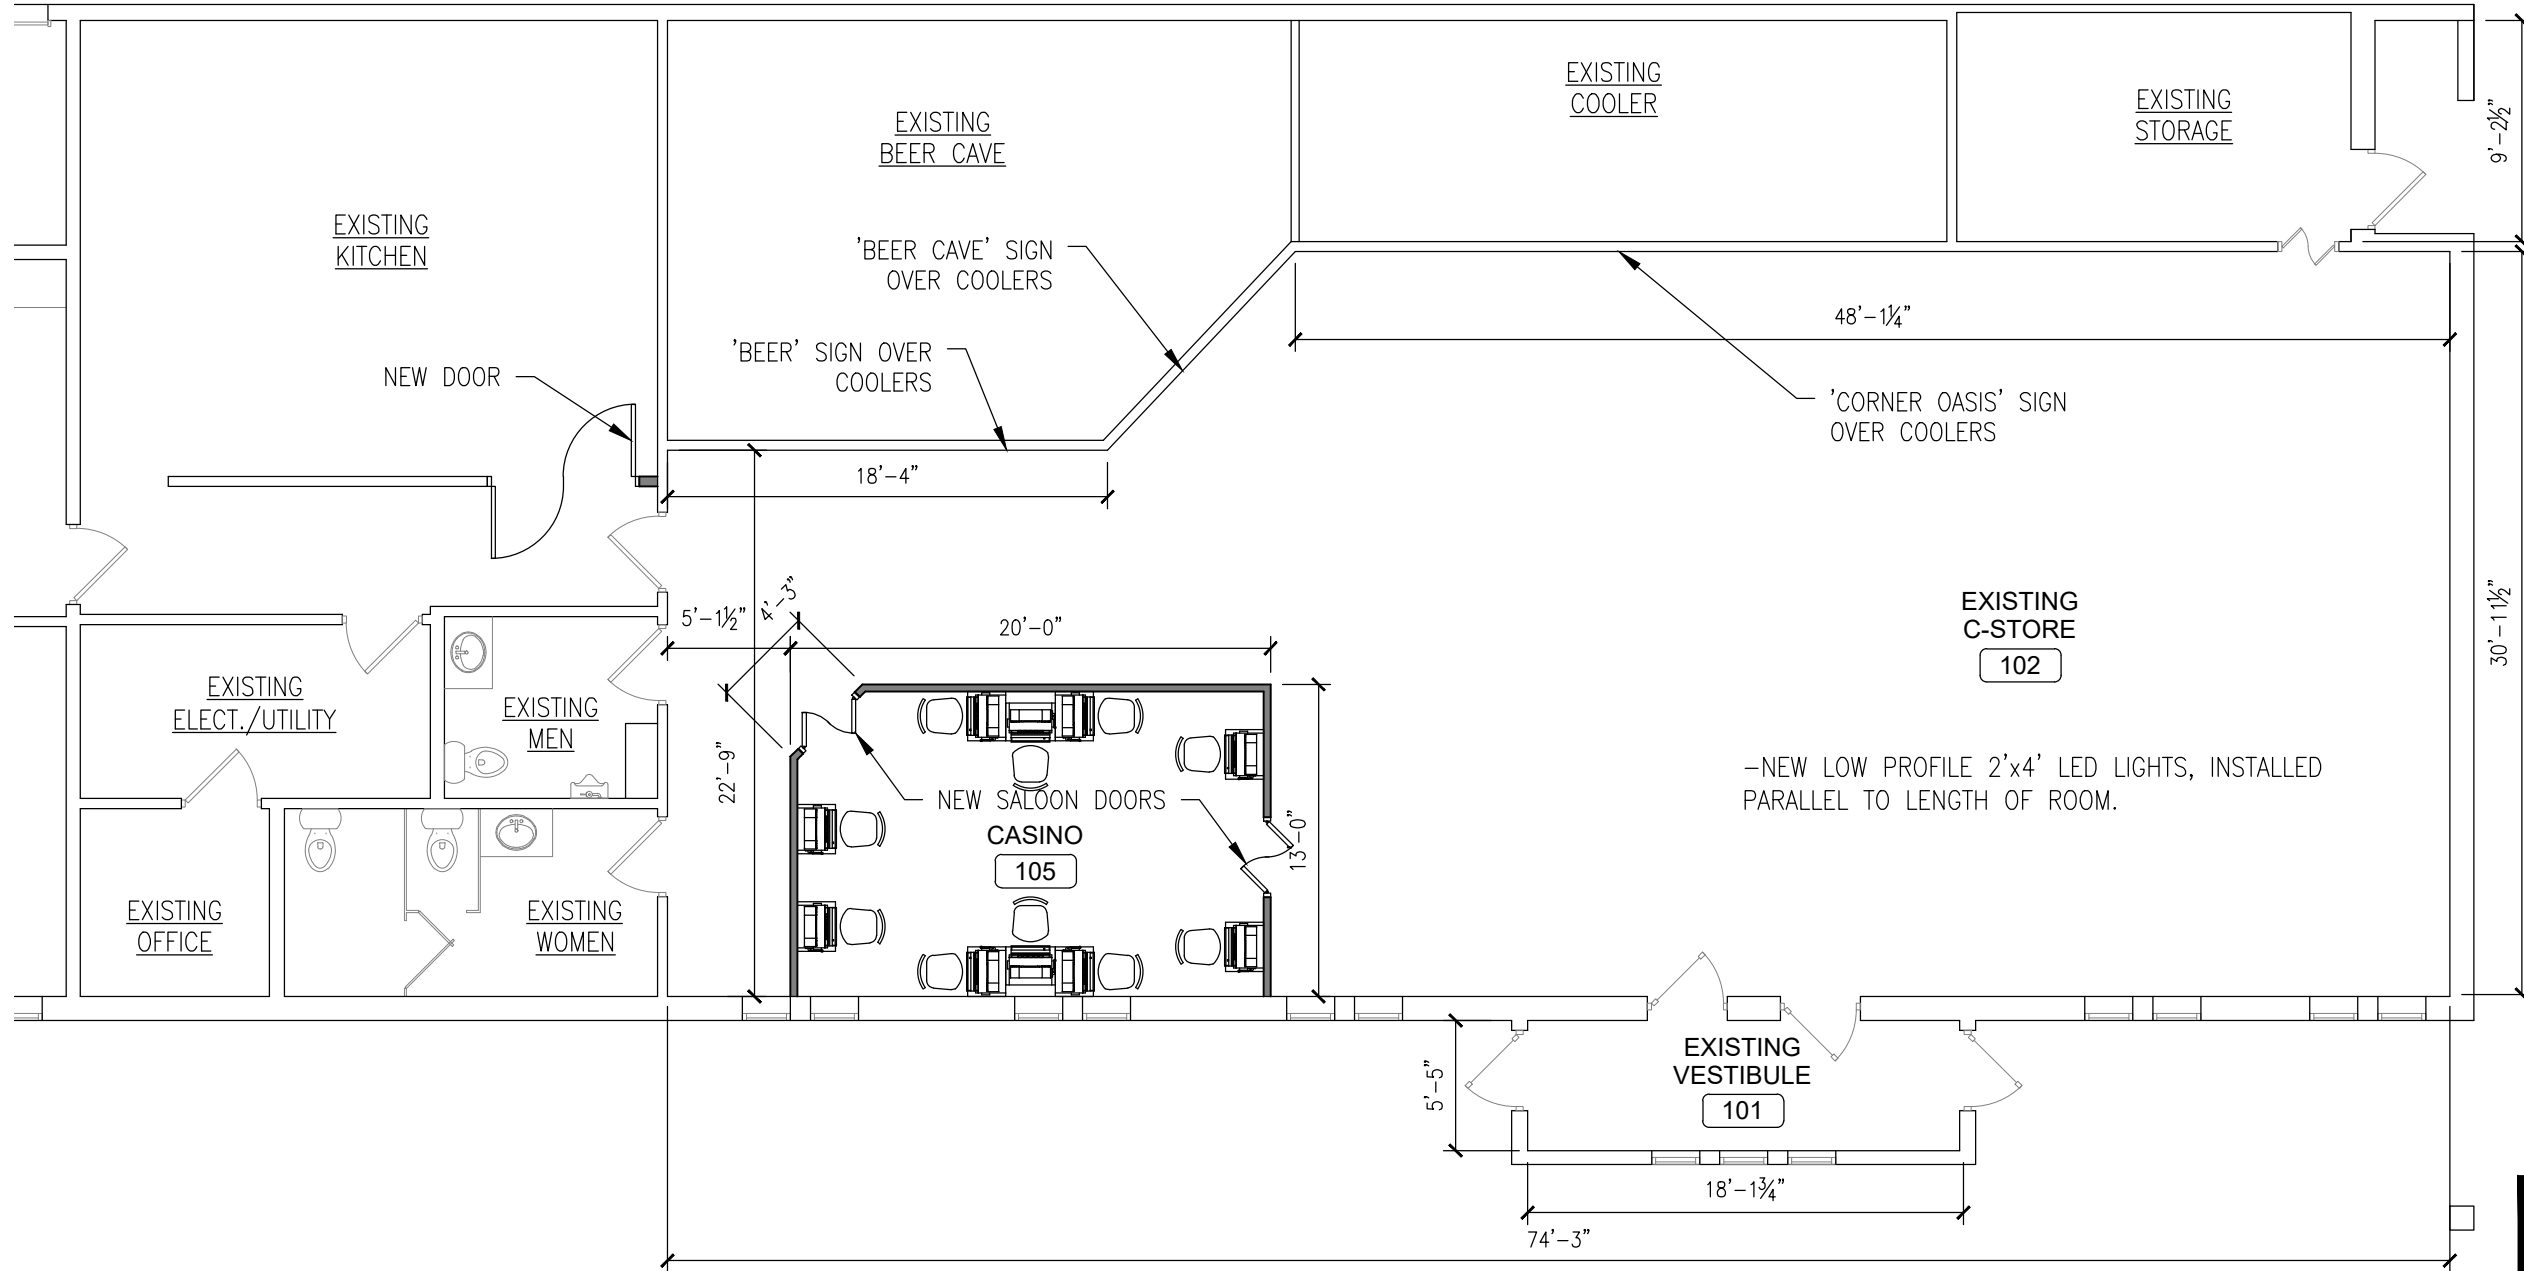 EXISTING
COOLER
EXISTING
STORAGE
EXISTING
BEER CAVE
9'-2½"
EXISTING
KITCHEN
'BEER CAVE' SIGN
OVER COOLERS
48'-1¼"
'BEER' SIGN OVER
COOLERS
NEW DOOR
'CORNER OASIS' SIGN
OVER COOLERS
18'-4"
5'-1½"
4'-3"
20'-0"
EXISTING
C-STORE
102
30'-1½"
EXISTING
ELECT./UTILITY
EXISTING
MEN
22'-9"
-NEW LOW PROFILE 2'x4' LED LIGHTS, INSTALLED
PARALLEL TO LENGTH OF ROOM.
NEW SALOON DOORS
CASINO
105
13'-0"
EXISTING
OFFICE
EXISTING
WOMEN
5'-5"
EXISTING
VESTIBULE
101
18'-1¾"
74'-3"